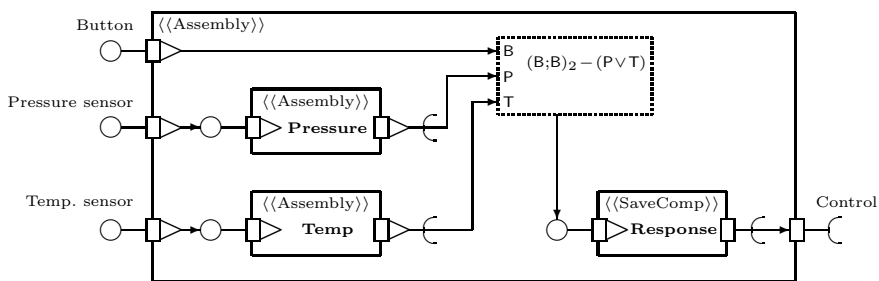 Button
⟨⟨Assembly⟩⟩
B
(B;B)₂−(P∨T)
P
T
Pressure sensor
⟨⟨Assembly⟩⟩
Pressure
Temp. sensor
⟨⟨Assembly⟩⟩
Temp
⟨⟨SaveComp⟩⟩
Response
Control